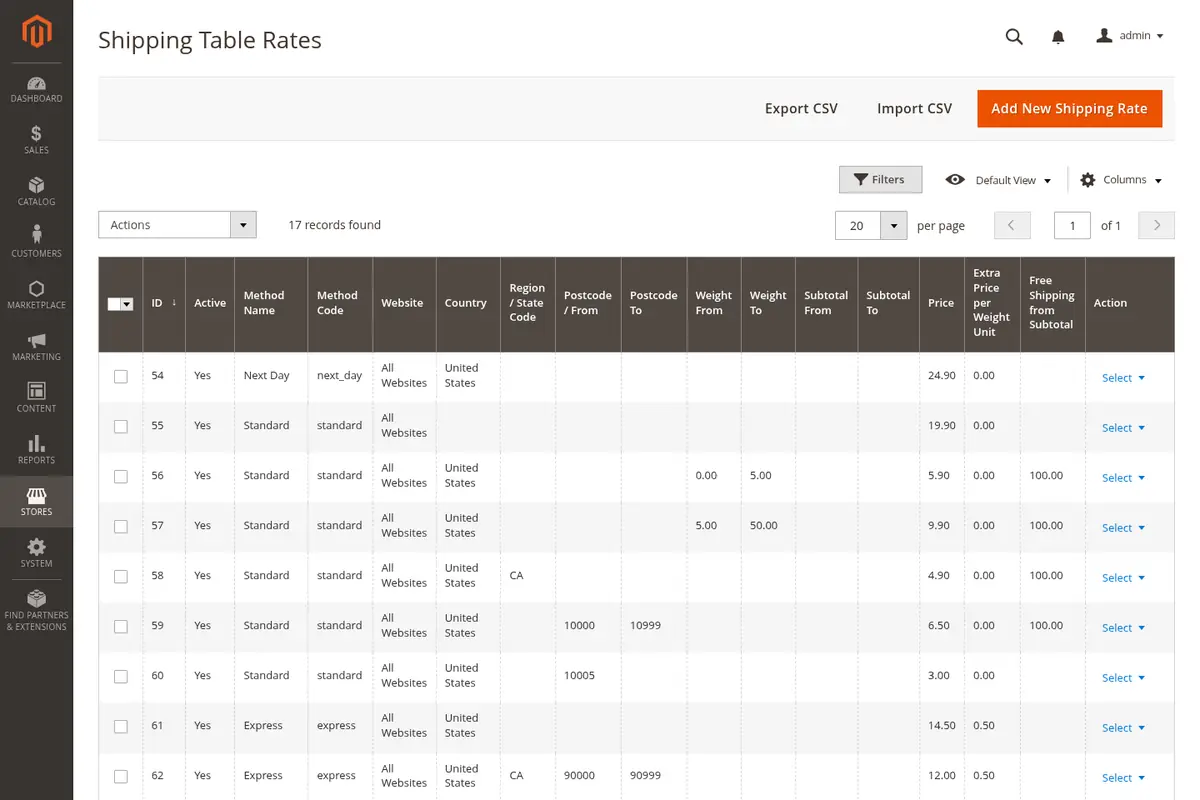 Shipping Table Rates
admin
DASHBOARD
SALES
CATALOG
CUSTOMERS
MARKETPLACE
MARKETING
CONTENT
REPORTS
STORES
SYSTEM
FIND PARTNERS
& EXTENSIONS
Export CSV Import CSV Add New Shipping Rate
Filters Default View Columns
Actions 17 records found 20 per page 1 of 1
ID ↓ Active Method Name Method Code Website Country Region / State Code Postcode / From Postcode To Weight From Weight To Subtotal From Subtotal To Price Extra Price per Weight Unit Free Shipping from Subtotal Action
54 Yes Next Day next_day All Websites United States 24.90 0.00 Select
55 Yes Standard standard All Websites 19.90 0.00 Select
56 Yes Standard standard All Websites United States 0.00 5.00 5.90 0.00 100.00 Select
57 Yes Standard standard All Websites United States 5.00 50.00 9.90 0.00 100.00 Select
58 Yes Standard standard All Websites United States CA 4.90 0.00 100.00 Select
59 Yes Standard standard All Websites United States 10000 10999 6.50 0.00 100.00 Select
60 Yes Standard standard All Websites United States 10005 3.00 0.00 Select
61 Yes Express express All Websites United States 14.50 0.50 Select
62 Yes Express express All Websites United States CA 90000 90999 12.00 0.50 Select